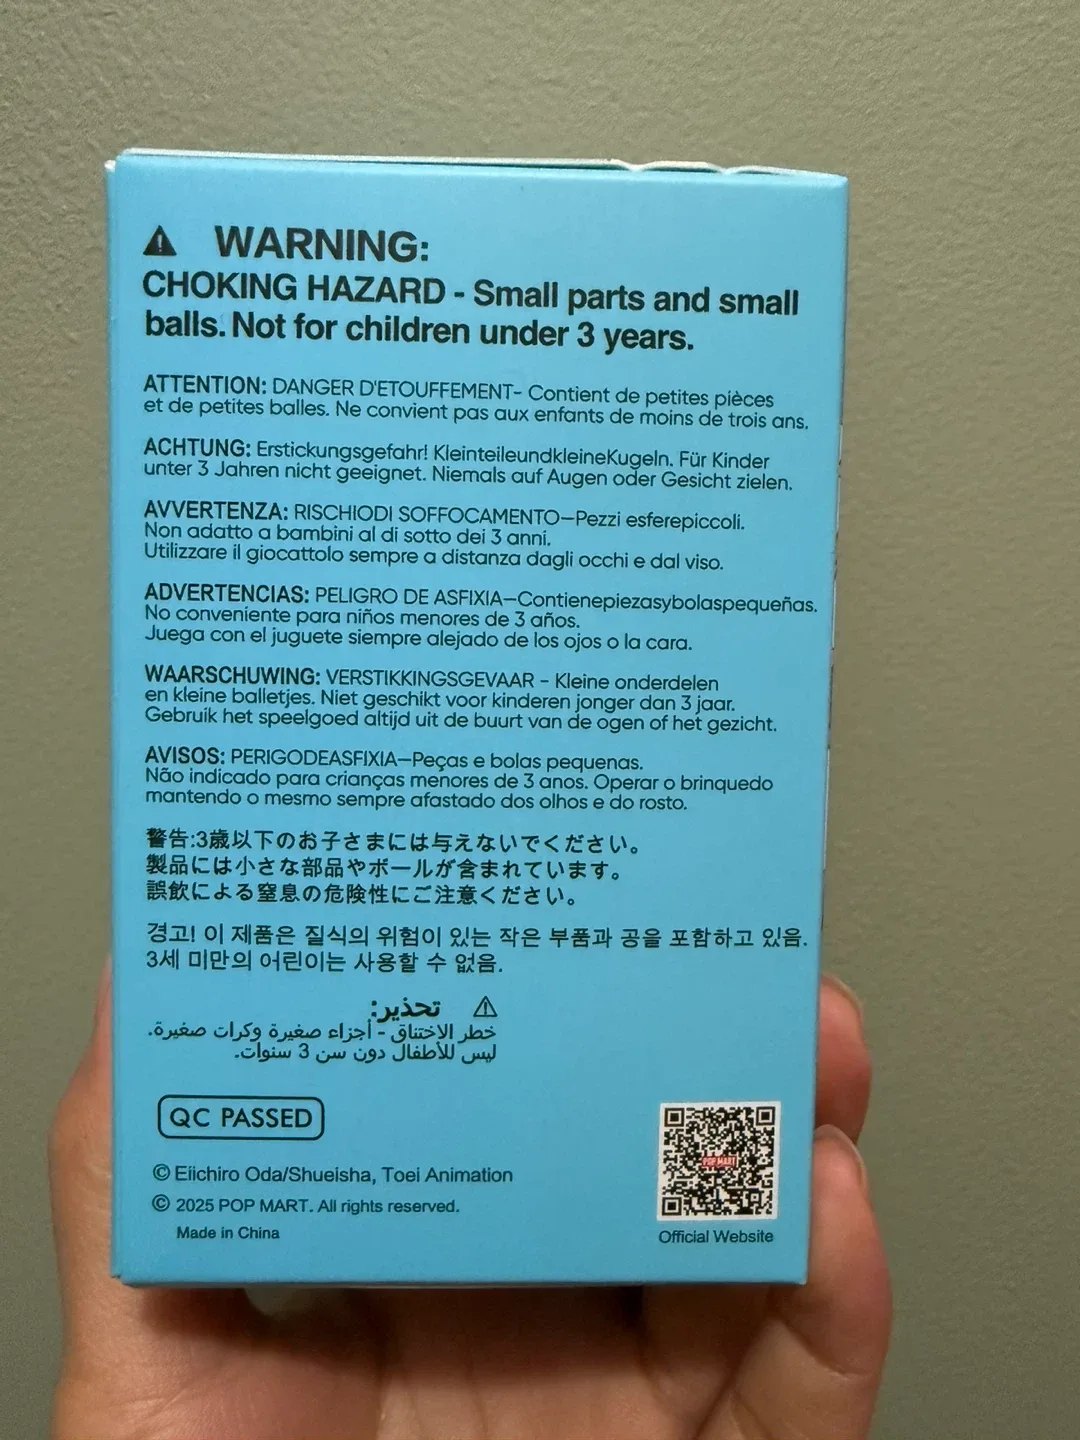 WARNING:
CHOKING HAZARD - Small parts and small
balls. Not for children under 3 years.
ATTENTION: DANGER D'ETOUFFEMENT- Contient de petites pièces
et de petites balles. Ne convient pas aux enfants de moins de trois ans.
ACHTUNG: Erstickungsgefahr! KleinteileundkleineKugeln. Für Kinder
unter 3 Jahren nicht geeignet. Niemals auf Augen oder Gesicht zielen.
AVVERTENZA: RISCHIODI SOFFOCAMENTO—Pezzi esferepiccoli.
Non adatto a bambini al di sotto dei 3 anni.
Utilizzare il giocattolo sempre a distanza dagli occhi e dal viso.
ADVERTENCIAS: PELIGRO DE ASFIXIA—Contienepiezasybolaspequeñas.
No conveniente para niños menores de 3 años.
Juega con el juguete siempre alejado de los ojos o la cara.
WAARSCHUWING: VERSTIKKINGSGEVAAR - Kleine onderdelen
en kleine balletjes. Niet geschikt voor kinderen jonger dan 3 jaar.
Gebruik het speelgoed altijd uit de buurt van de ogen of het gezicht.
AVISOS: PERIGODEASFIXIA—Peças e bolas pequenas.
Não indicado para crianças menores de 3 anos. Operar o brinquedo
mantendo o mesmo sempre afastado dos olhos e do rosto.
警告:3歳以下のお子さまには与えないでください。
製品には小さな部品やボールが含まれています。
誤飲による窒息の危険性にご注意ください。
경고! 이 제품은 질식의 위험이 있는 작은 부품과 공을 포함하고 있음.
3세 미만의 어린이는 사용할 수 없음.
تحذير:
خطر الاختناق - أجزاء صغيرة وكرات صغيرة.
ليس للأطفال دون سن 3 سنوات.
QC PASSED
© Eiichiro Oda/Shueisha, Toei Animation
© 2025 POP MART. All rights reserved.
Made in China
POP MART
Official Website